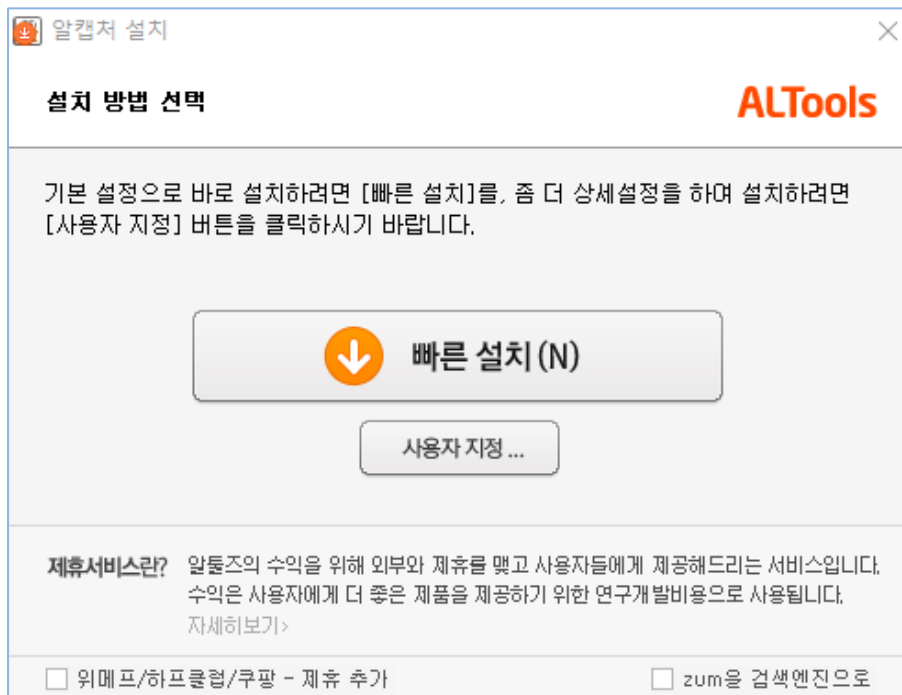 알캡처 설치
설치 방법 선택
ALTools
기본 설정으로 바로 설치하려면 [빠른 설치]를, 좀 더 상세설정을 하며 설치하려면
[사용자 지정] 버튼을 클릭하시기 바랍니다.
빠른 설치(N)
사용자 지정 ...
제휴서비스란?
알툴즈의 수익을 위해 외부와 제휴를 맺고 사용자들에게 제공해드리는 서비스입니다.
수익은 사용자에게 더 좋은 제품을 제공하기 위한 연구개발비용으로 사용됩니다.
자세히보기>
위메프/하프클럽/쿠팡 - 제휴 추가
zum을 검색엔진으로